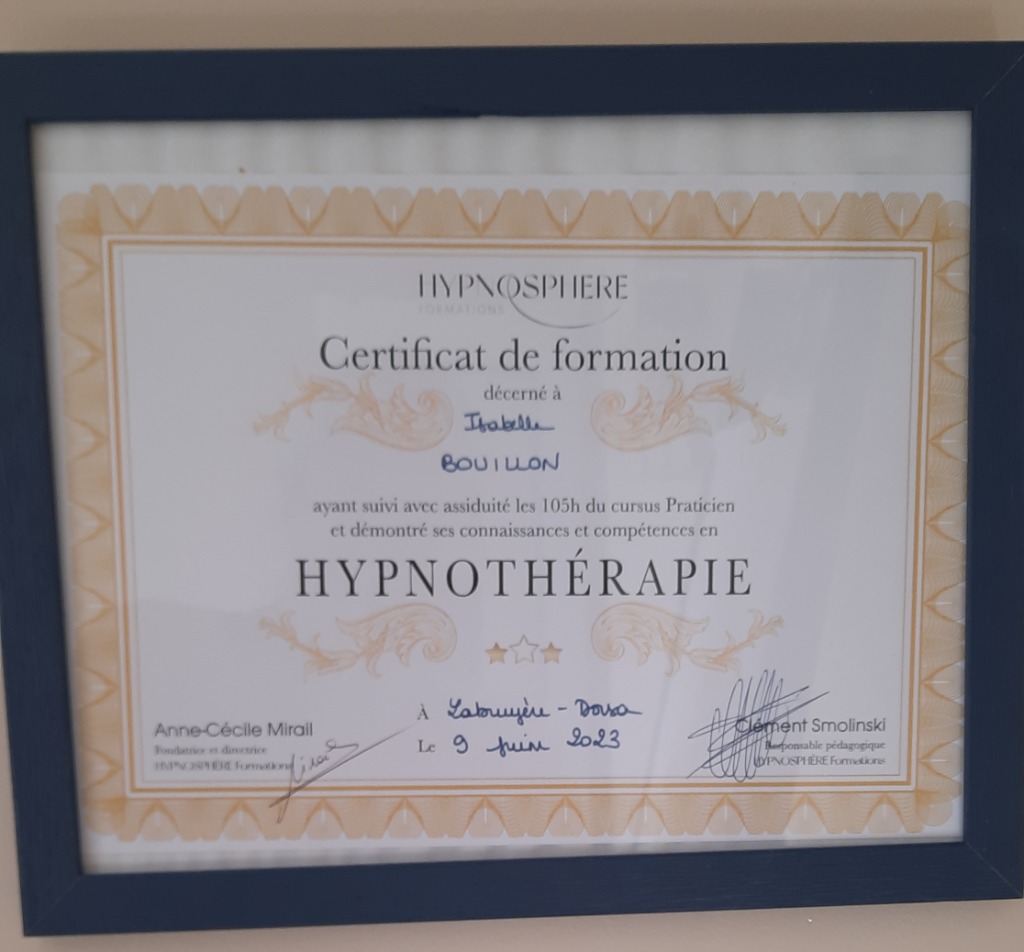 HYPNOSPHERE
FORMATIONS
Certificat de formation
décerné à
Isabelle
BOUILLON
ayant suivi avec assiduité les 105h du cursus Praticien
et démontré ses connaissances et compétences en
HYPNOTHÉRAPIE
À Labruyère - Dorsa
Le 9 juin 2023
Anne-Cécile Mirail
Fondatrice et directrice
HYPNOSPHÈRE Formations
Clément Smolinski
Responsable pédagogique
HYPNOSPHÈRE Formations